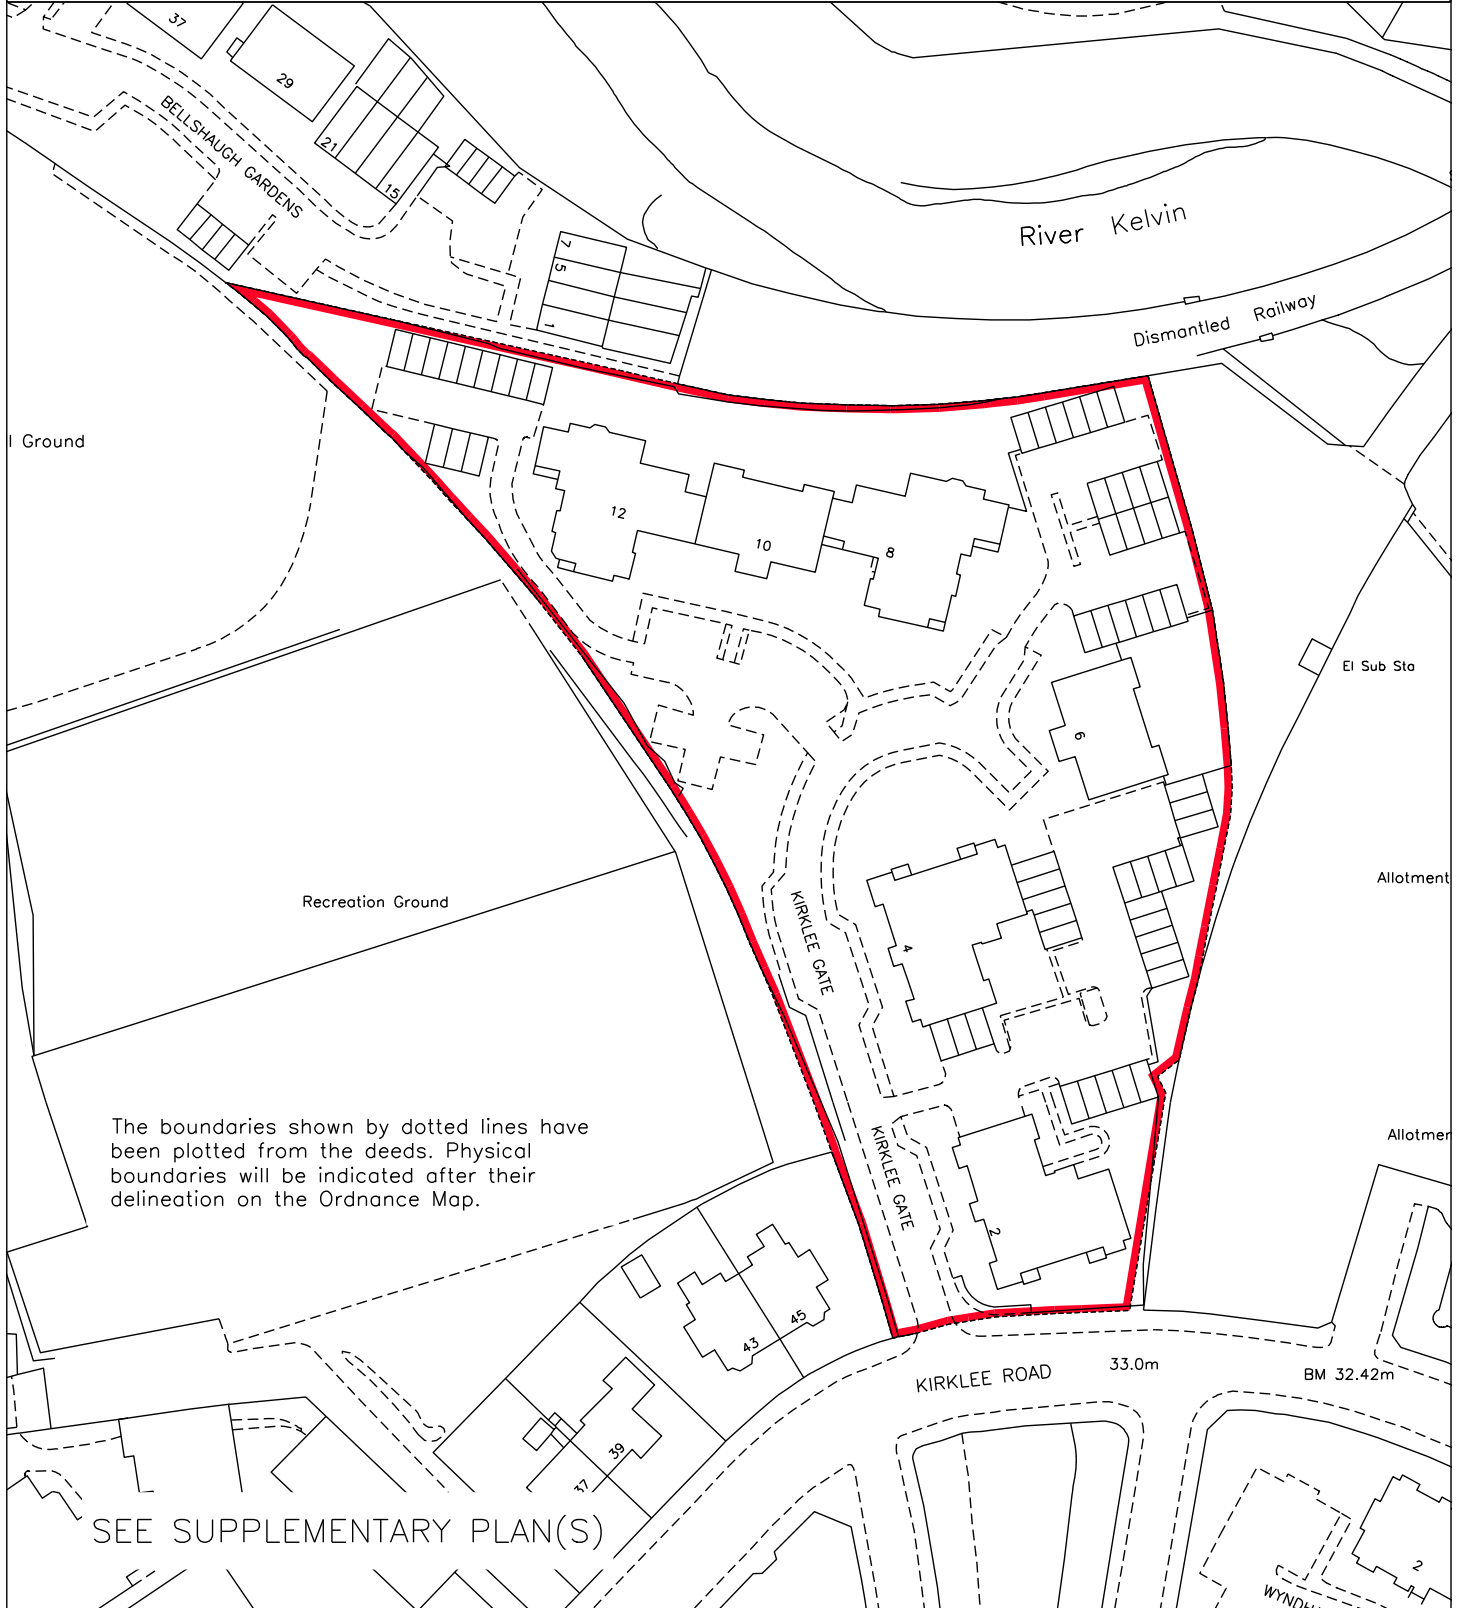 37
29
BELLSHAUGH GARDENS
21
15
7
5
1
River Kelvin
Dismantled Railway
l Ground
12
10
8
El Sub Sta
6
Allotment
Recreation Ground
KIRKLEE GATE
4
The boundaries shown by dotted lines have
been plotted from the deeds. Physical
boundaries will be indicated after their
delineation on the Ordnance Map.
Allotmen
KIRKLEE GATE
2
45
43
KIRKLEE ROAD
33.0m
BM 32.42m
39
37
SEE SUPPLEMENTARY PLAN(S)
2